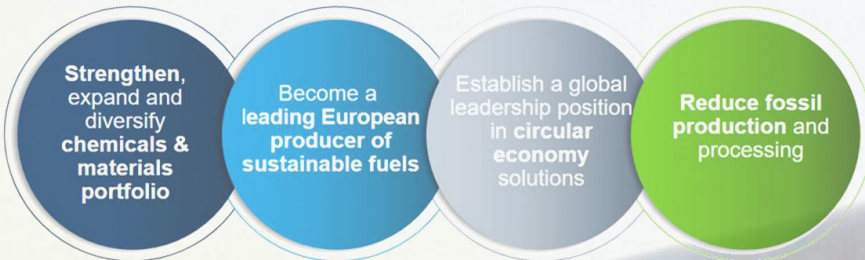 Strengthen,
expand and
diversify
chemicals &
materials
portfolio
Become a
leading European
producer of
sustainable fuels
Establish a global
leadership position
in circular
economy
solutions
Reduce fossil
production and
processing